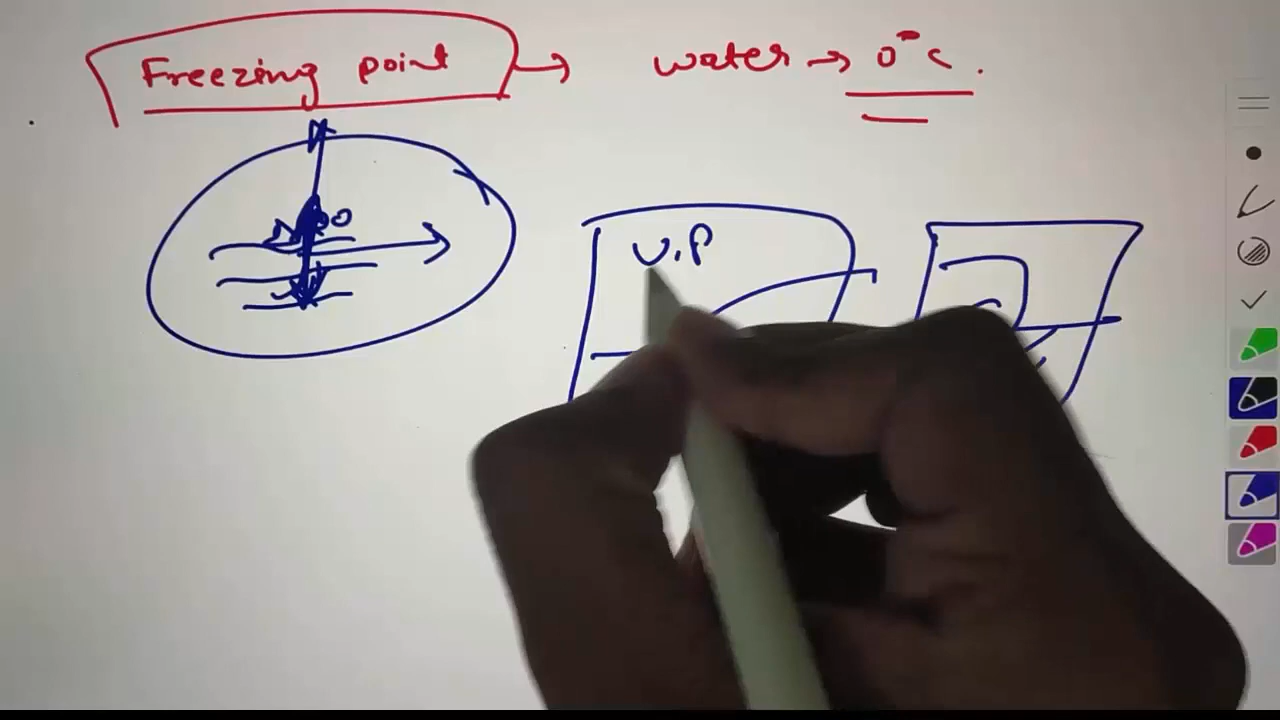 Freezing point → water → 0°C.
V.P